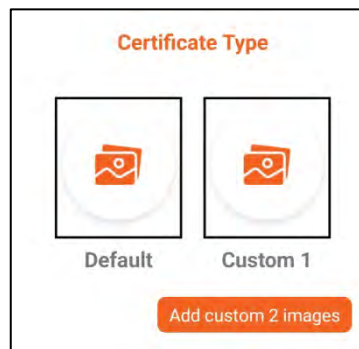 Certificate Type
Default Custom 1
Add custom 2 images